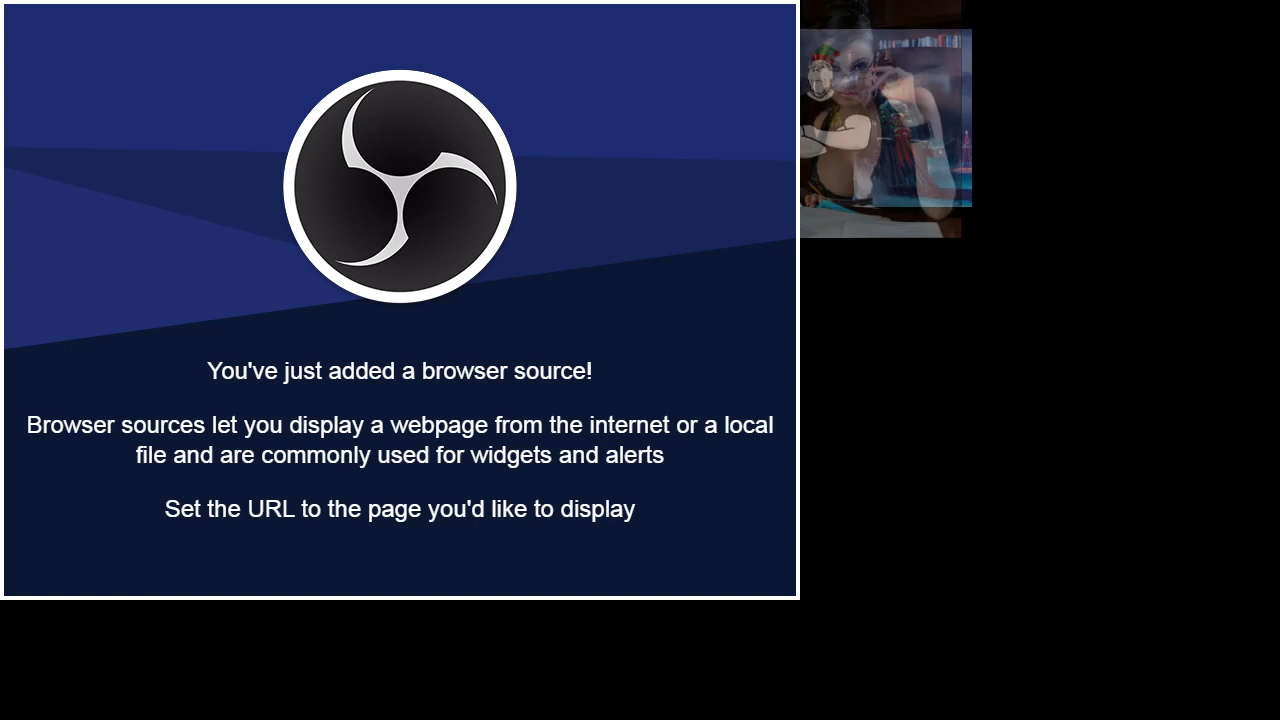 You've just added a browser source!
Browser sources let you display a webpage from the internet or a local
file and are commonly used for widgets and alerts
Set the URL to the page you'd like to display